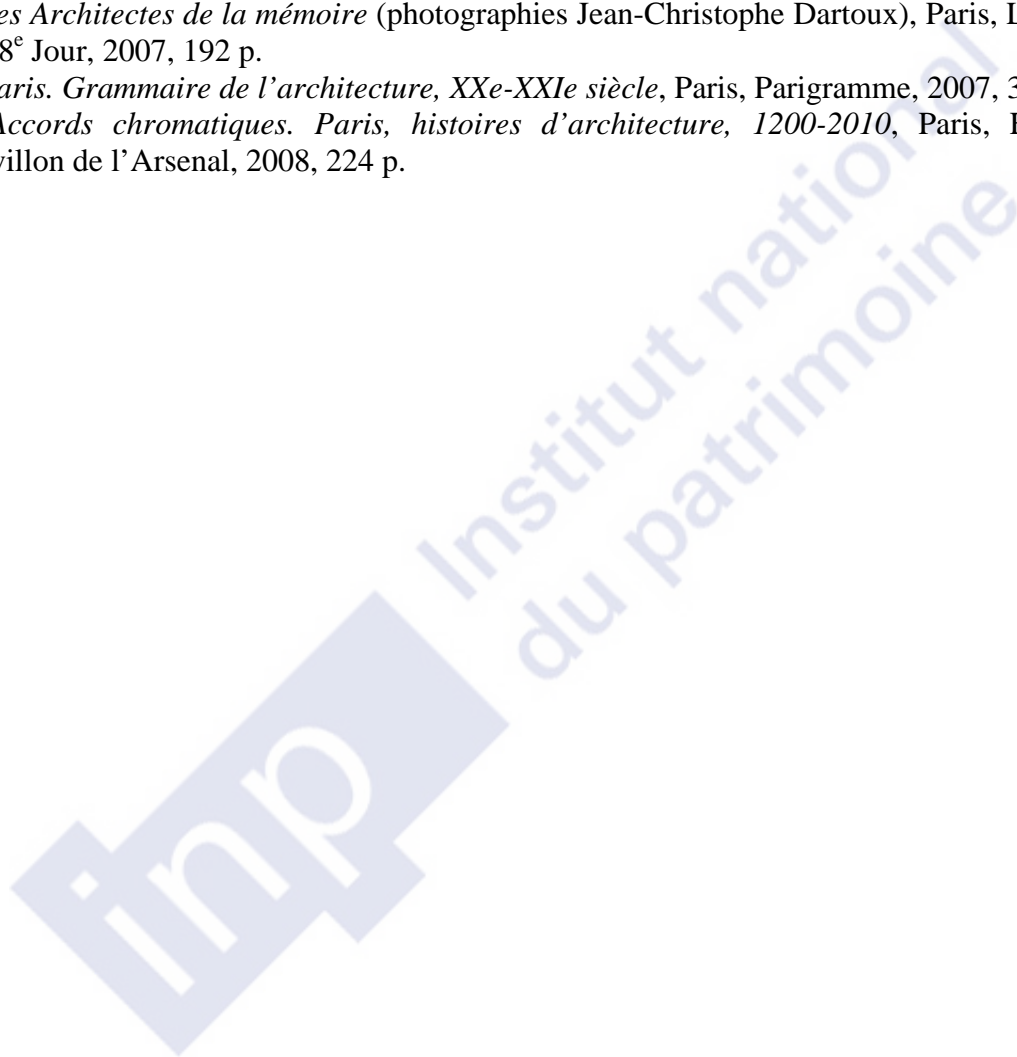 es Architectes de la mémoire (photographies Jean-Christophe Dartoux), Paris, L
8e Jour, 2007, 192 p.
aris. Grammaire de l’architecture, XXe-XXIe siècle, Paris, Parigramme, 2007, 3
Accords chromatiques. Paris, histoires d’architecture, 1200-2010, Paris, E
villon de l’Arsenal, 2008, 224 p.
Institut national
du patrimoine
inp